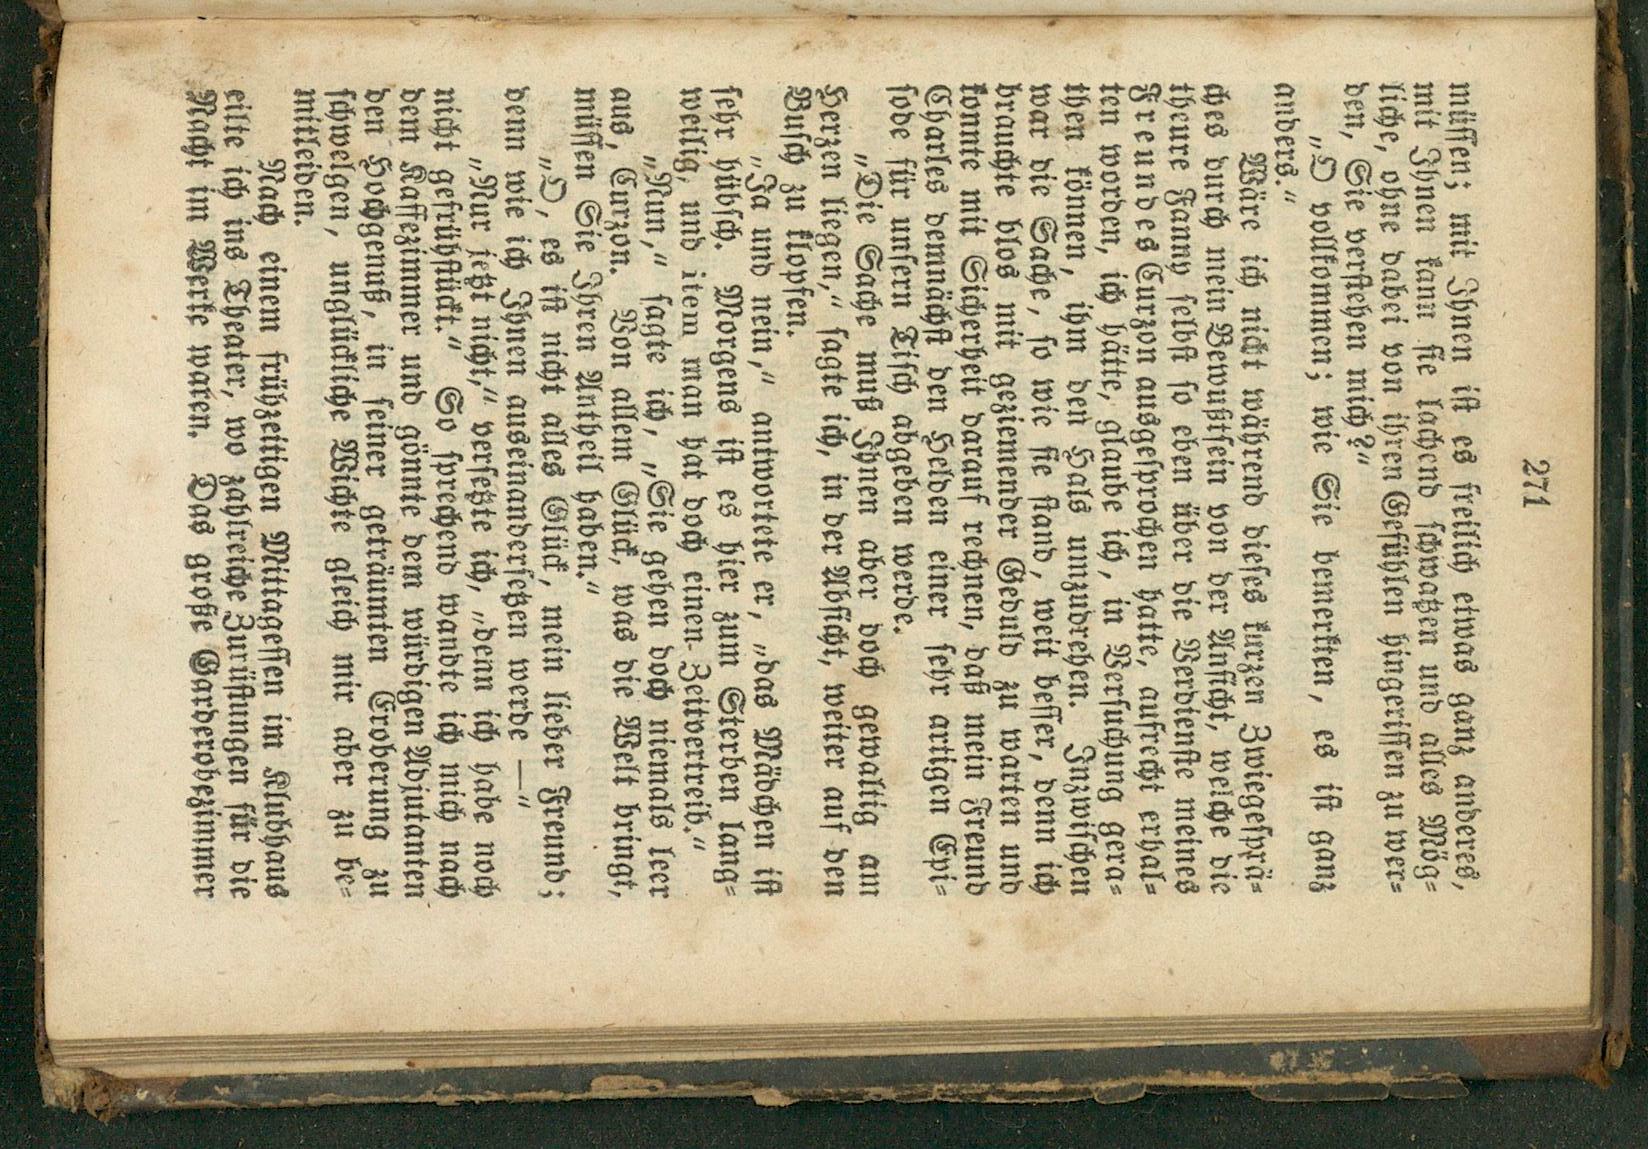 271
müssen; mit Ihnen ist es freilich etwas ganz anderes,
mit Ihnen kann sie lachend schwatzen und alles Mög-
liche, ohne dabei von ihren Gefühlen hingerissen zu wer-
den, Sie verstehen mich?"
„O vollkommen; wie Sie bemerkten, es ist ganz
anders."
Wäre ich nicht während dieses kurzen Zwiegesprä-
ches durch mein Bewußtsein von der Ansicht, welche die
theure Fanny selbst so eben über die Verdienste meines
Freundes Curzon ausgesprochen hatte, aufrecht erhal-
ten worden, ich hätte, glaube ich, in Versuchung gera-
then können, ihm den Hals umzudrehen. Inzwischen
war die Sache, so wie sie stand, weit besser, denn ich
brauchte blos mit geziemender Geduld zu warten und
konnte mit Sicherheit darauf rechnen, daß mein Freund
Charles demnächst den Helden einer sehr artigen Epi-
sode für unsern Tisch abgeben werde.
„Die Sache muß Ihnen aber doch gewaltig am
Herzen liegen," sagte ich, in der Absicht, weiter auf den
Busch zu klopfen.
„Ja und nein," antwortete er, „das Mädchen ist
sehr hübsch. Morgens ist es hier zum Sterben lang-
weilig, und item man hat doch einen Zeitvertreib."
„Nun," sagte ich, „Sie gehen doch niemals leer
aus, Curzon. Von allem Glück, was die Welt bringt,
müssen Sie Ihren Antheil haben."
„O, es ist nicht alles Glück, mein lieber Freund;
denn wie ich Ihnen auseinandersetzen werde —"
„Nur jetzt nicht," versetzte ich, „denn ich habe noch
nicht gefrühstückt." So sprechend wandte ich mich nach
dem Kaffezimmer und gönnte dem würdigen Adjutanten
den Hochgenuß, in seiner geträumten Eroberung zu
schwelgen, unglückliche Wichte gleich mir aber zu be-
mitleiden.
Nach einem frühzeitigen Mittagessen im Klubhaus
eilte ich ins Theater, wo zahlreiche Zurüstungen für die
Nacht im Werke waren. Das große Garderobezimmer